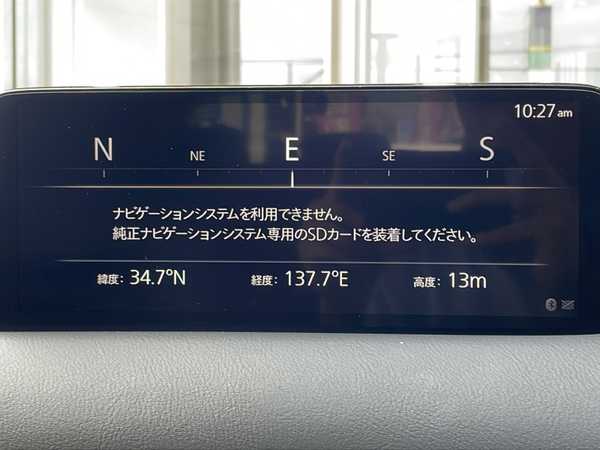 10:27am
N NE E SE S
ナビゲーションシステムを利用できません。
純正ナビゲーションシステム専用のSDカードを装着してください。
緯度: 34.7°N 経度: 137.7°E 高度: 13m